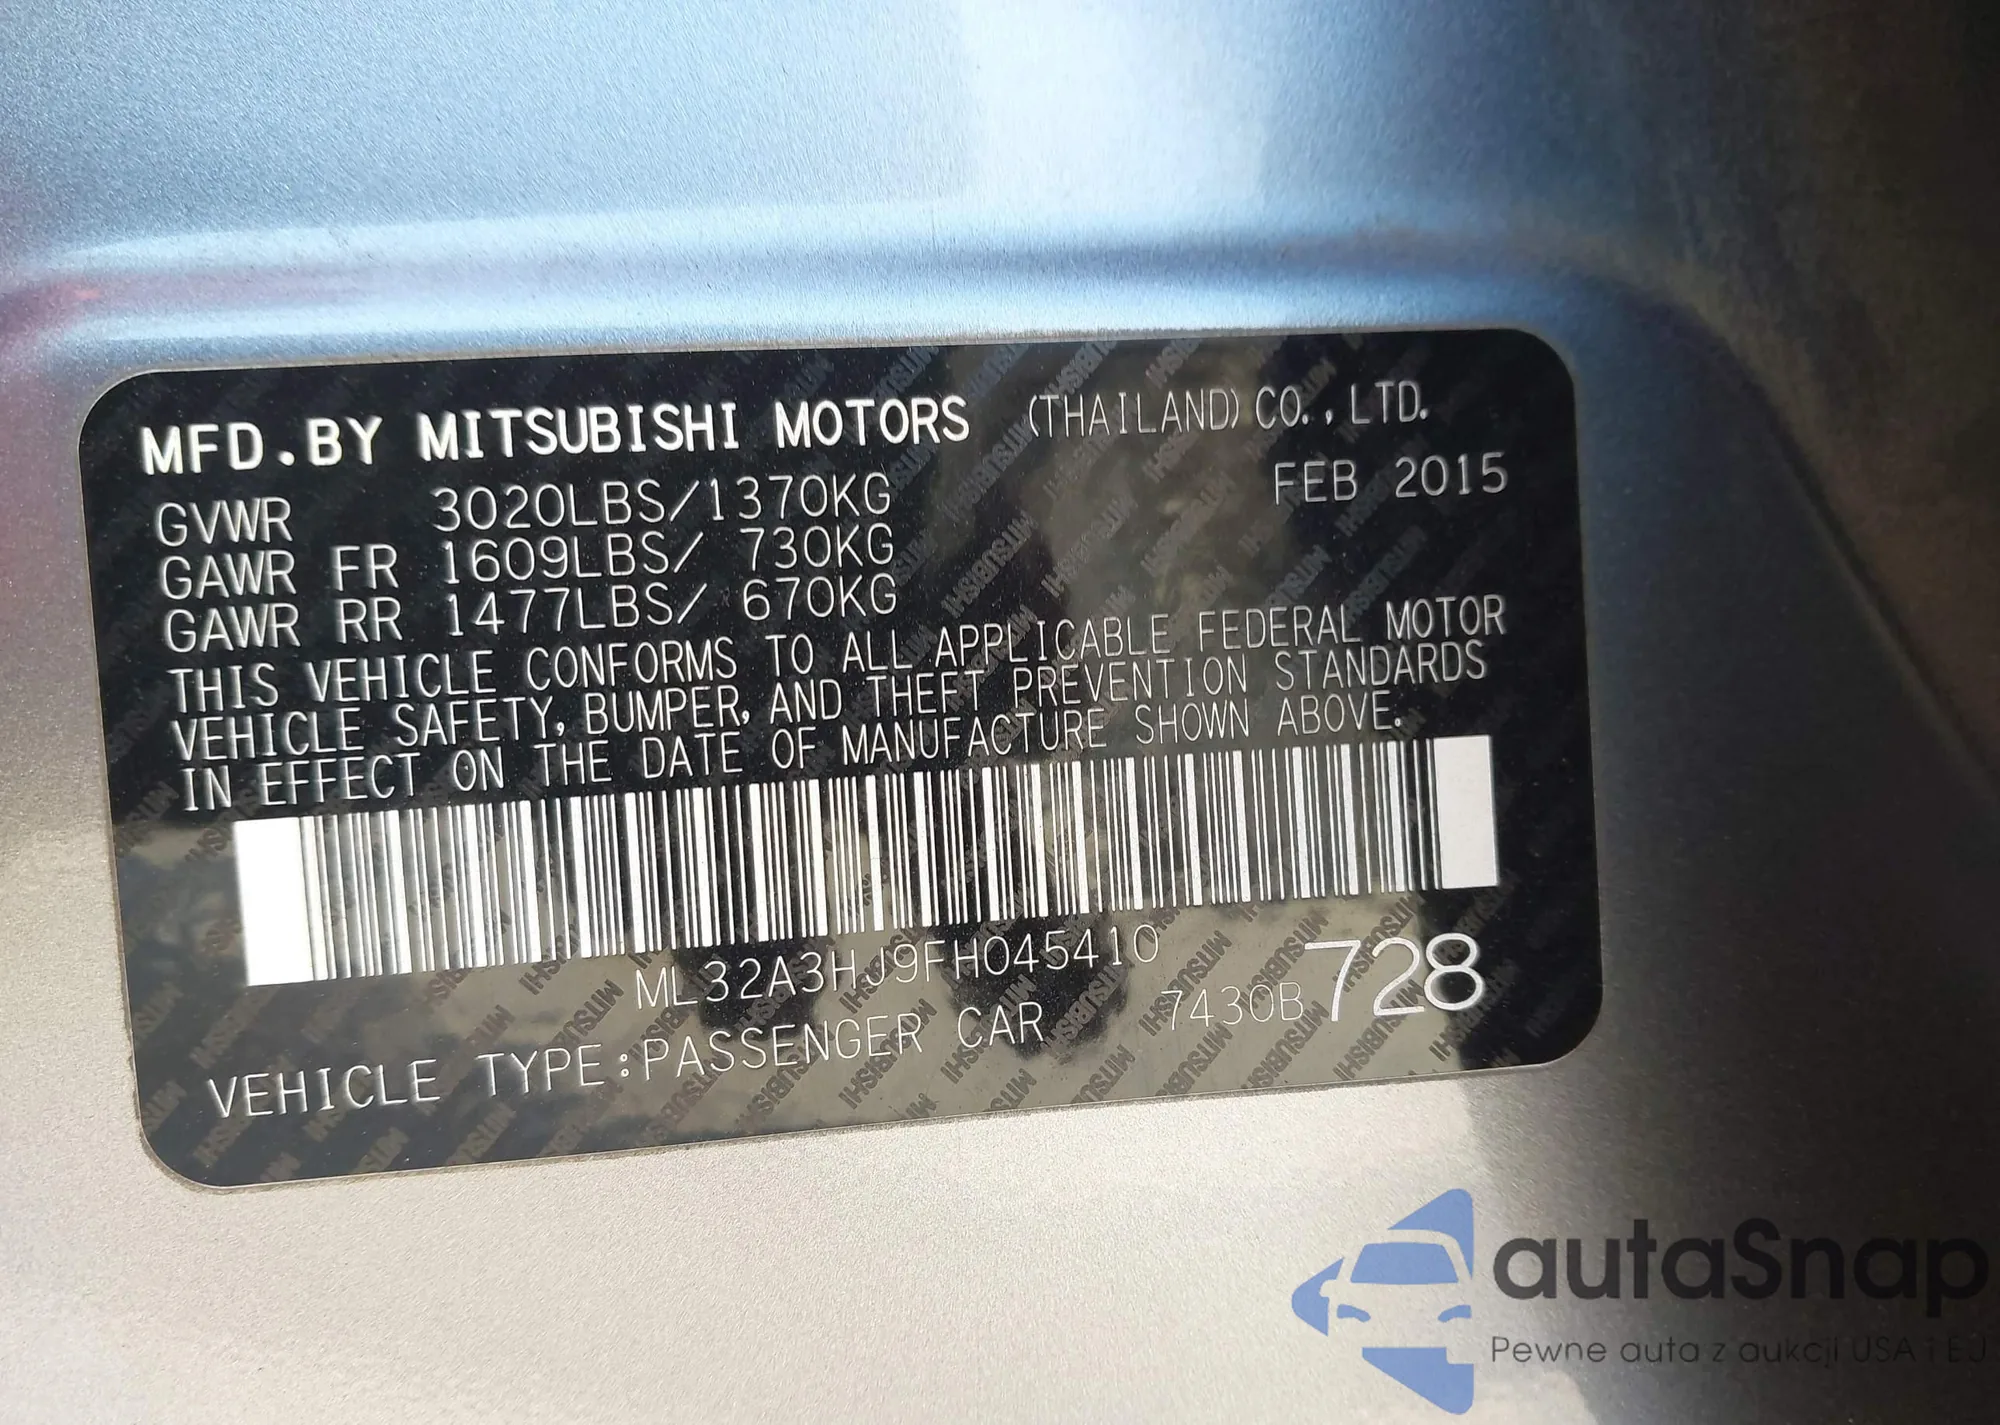 MFD.BY MITSUBISHI MOTORS (THAILAND) CO., LTD.
FEB 2015
GVWR 3020LBS/1370KG
GAWR FR 1609LBS/ 730KG
GAWR RR 1477LBS/ 670KG
THIS VEHICLE CONFORMS TO ALL APPLICABLE FEDERAL MOTOR
VEHICLE SAFETY, BUMPER, AND THEFT PREVENTION STANDARDS
IN EFFECT ON THE DATE OF MANUFACTURE SHOWN ABOVE.
ML32A3HJ9FH045410
VEHICLE TYPE:PASSENGER CAR 7430B 728
autaSnap
Pewne auta z aukcji USA i EJ